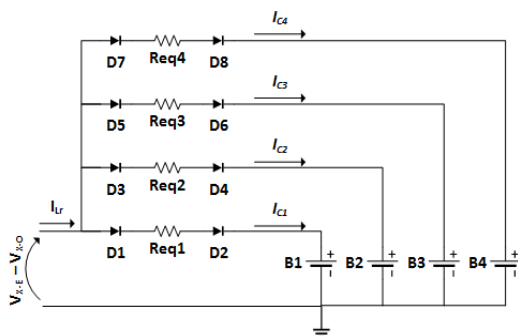 I_C4
D7 Req4 D8
I_C3
D5 Req3 D6
I_C2
D3 Req2 D4
I_Lr
I_C1
D1 Req1 D2
B1 + - B2 + - B3 + - B4 + -
V_X-E – V_X-O